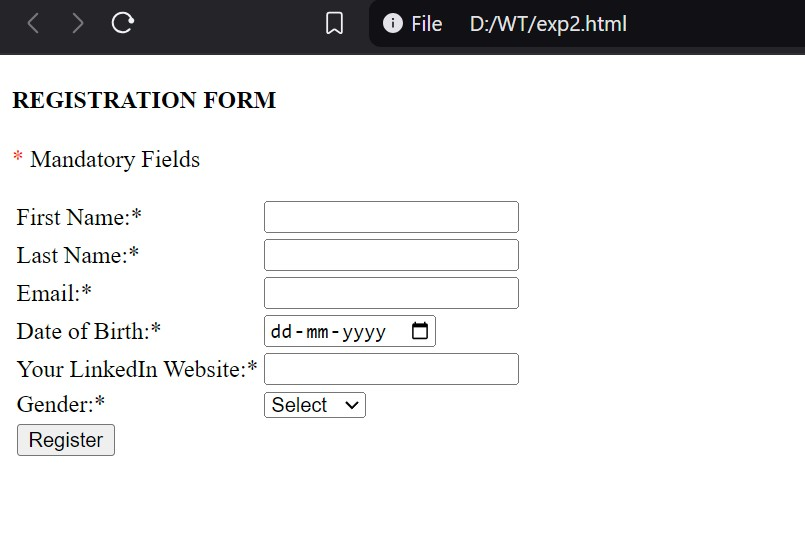 File D:/WT/exp2.html
REGISTRATION FORM
* Mandatory Fields
First Name:*
Last Name:*
Email:*
Date of Birth:* dd-mm-yyyy
Your LinkedIn Website:*
Gender:* Select
Register